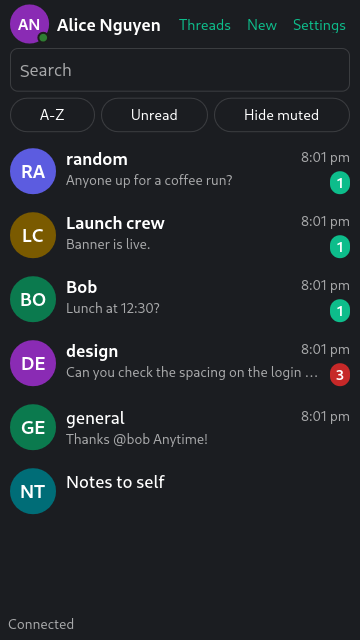 AN Alice Nguyen Threads New Settings
Search
A-Z Unread Hide muted
RA random 8:01 pm
Anyone up for a coffee run? 1
LC Launch crew 8:01 pm
Banner is live. 1
BO Bob 8:01 pm
Lunch at 12:30? 1
DE design 8:01 pm
Can you check the spacing on the login ... 3
GE general 8:01 pm
Thanks @bob Anytime!
NT Notes to self
Connected